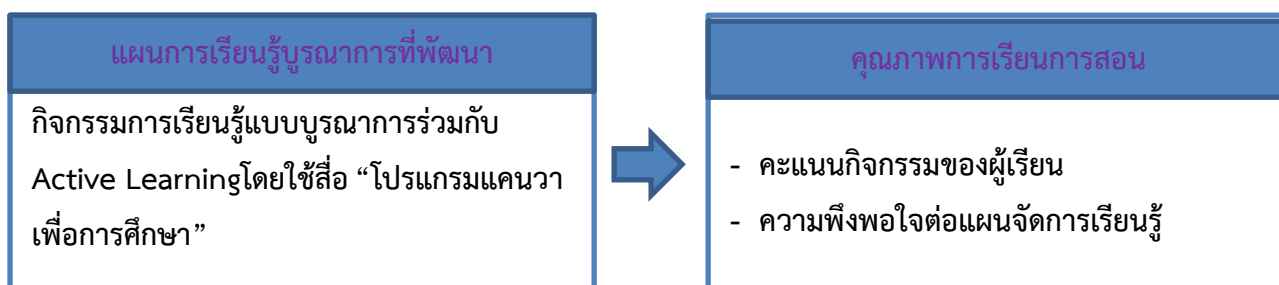 แผนการเรียนรู้บูรณาการที่พัฒนา
กิจกรรมการเรียนรู้แบบบูรณาการร่วมกับ
Active Learningโดยใช้สื่อ “โปรแกรมแคนวา
เพื่อการศึกษา”
คุณภาพการเรียนการสอน
- คะแนนกิจกรรมของผู้เรียน
- ความพึงพอใจต่อแผนจัดการเรียนรู้